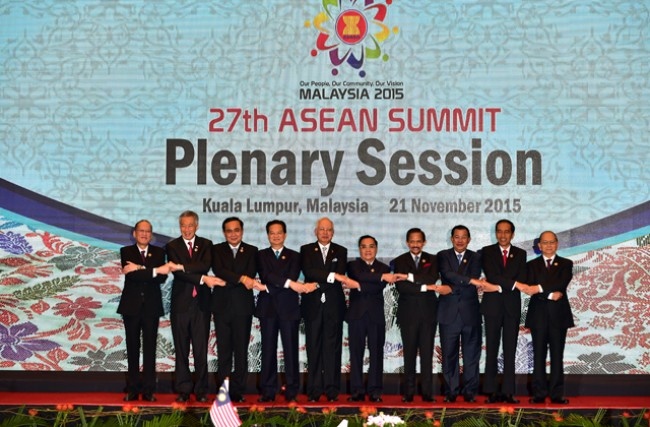 Our People, Our Community, Our Vision
MALAYSIA 2015
27th ASEAN SUMMIT
Plenary Session
Kuala Lumpur, Malaysia 21 November 2015